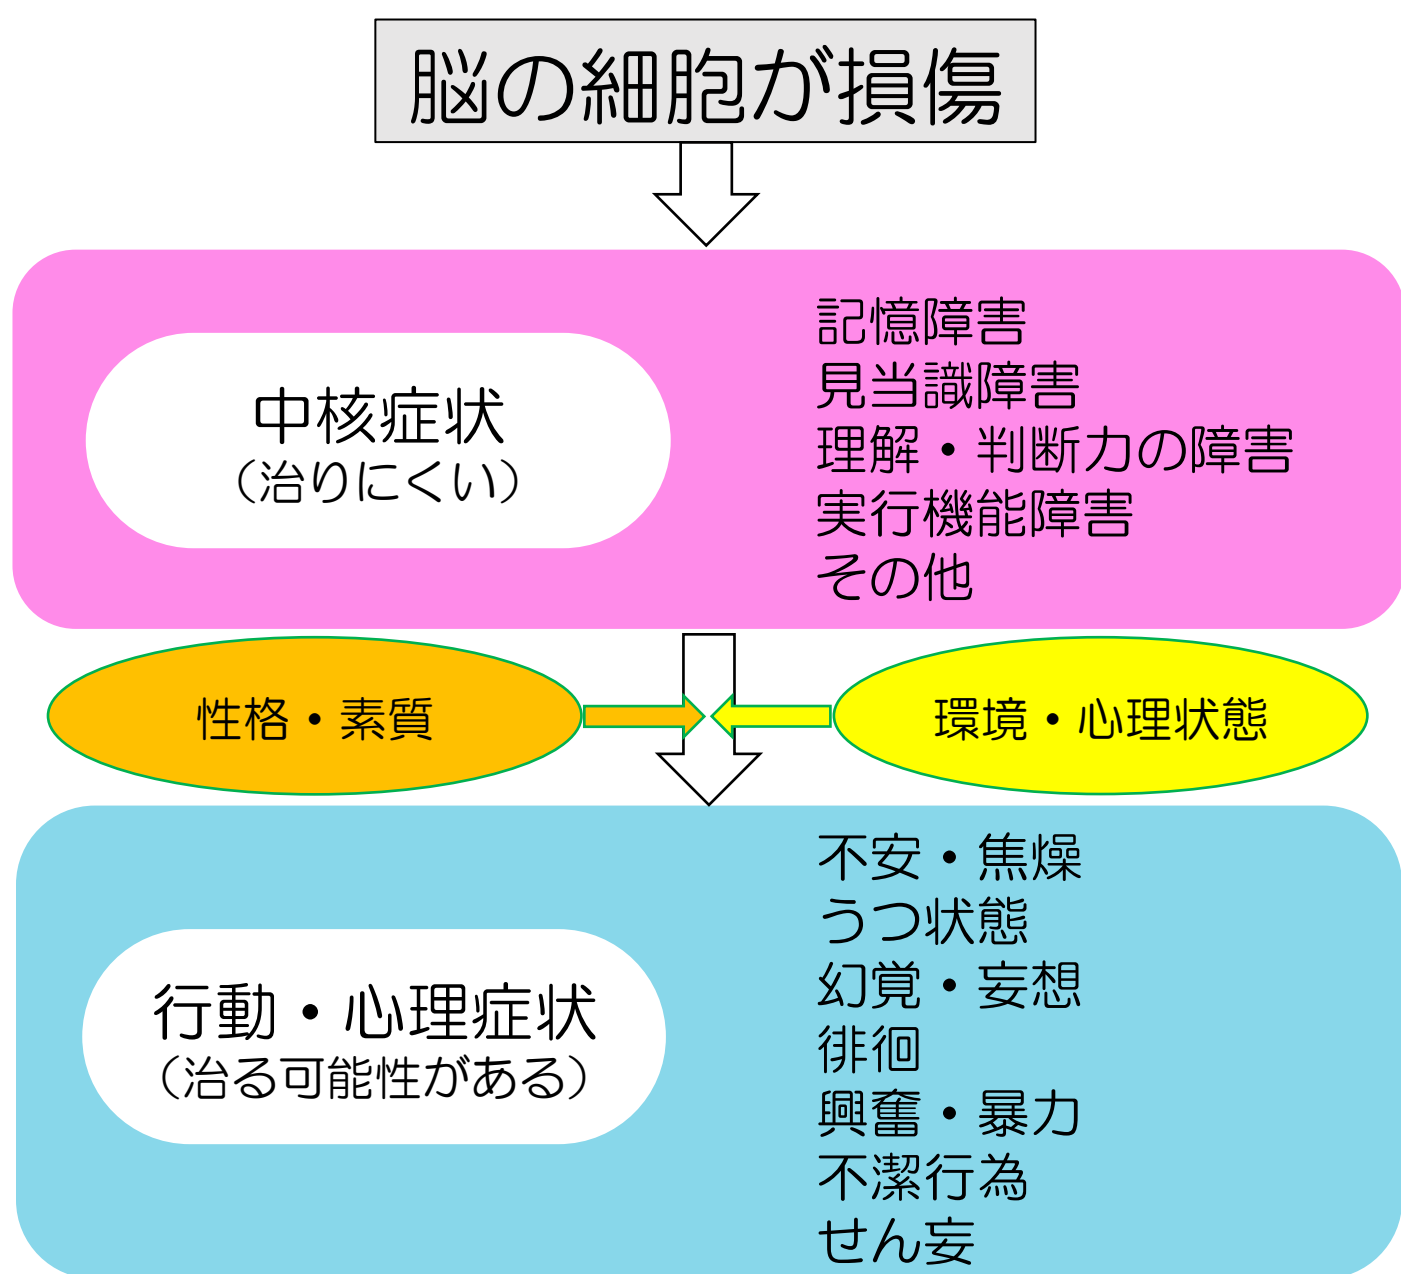 脳の細胞が損傷
中核症状
（治りにくい）
記憶障害
見当識障害
理解・判断力の障害
実行機能障害
その他
性格・素質
環境・心理状態
行動・心理症状
（治る可能性がある）
不安・焦燥
うつ状態
幻覚・妄想
徘徊
興奮・暴力
不潔行為
せん妄